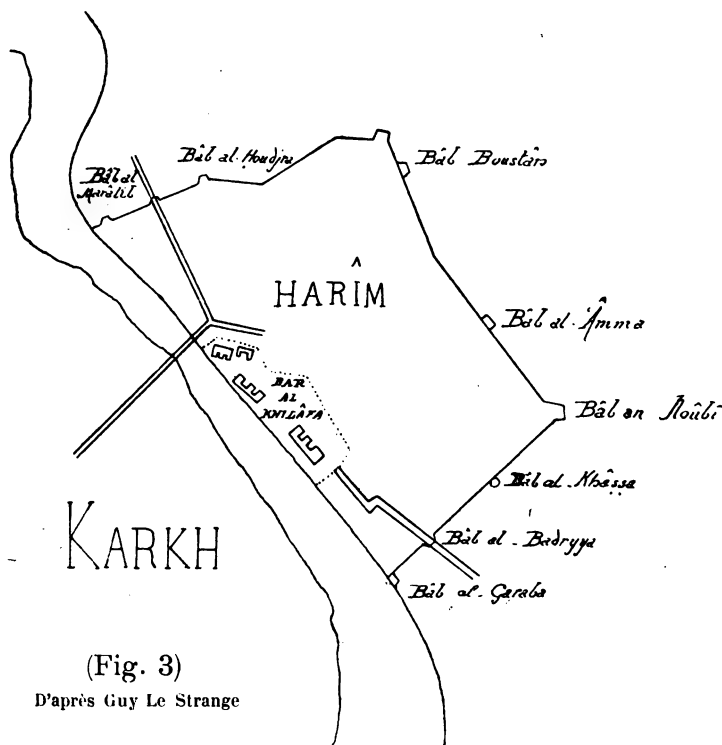 Bâb al-Houdjra
Bâb Boustân
Bâb al
Marâtib
HARÎM
Bâb al-Âmma
DAR
AL
KHILÂFA
Bâb an Noûbi
Bâb al-Khâssa
KARKH
Bâb al-Badryya
Bâb al-Garaba
(Fig. 3)
D'après Guy Le Strange